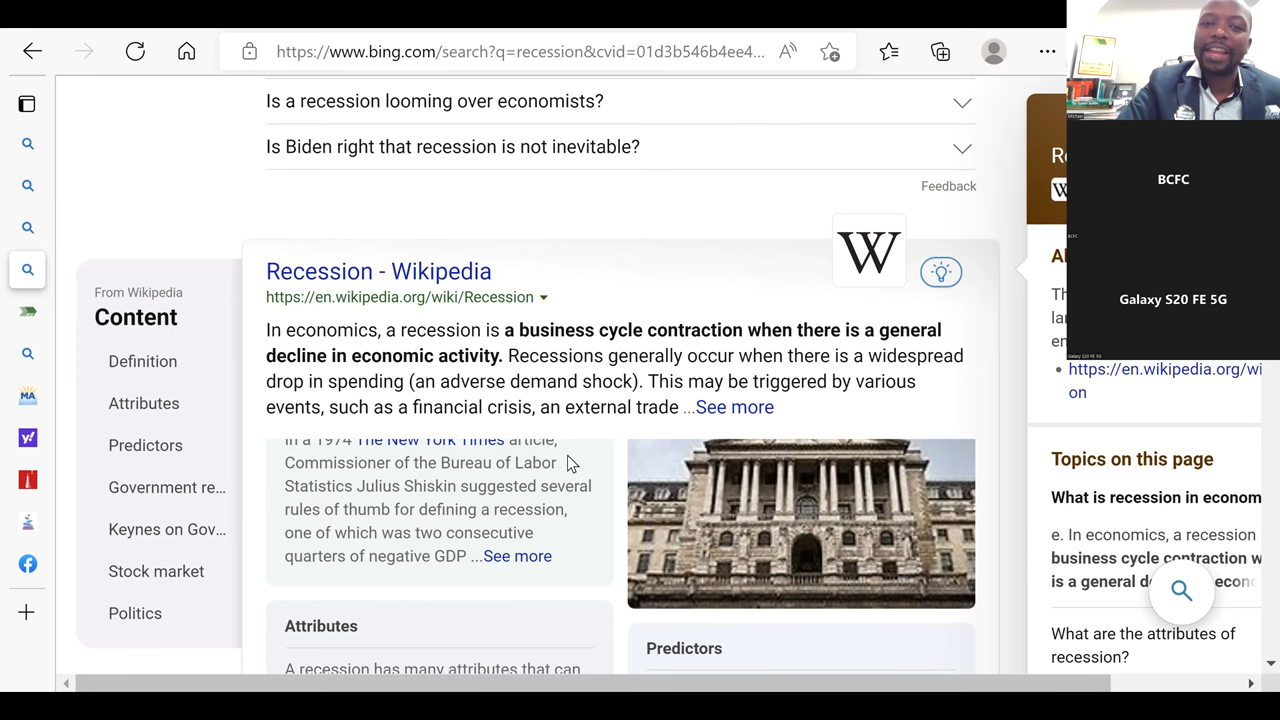 https://www.bing.com/search?q=recession&cvid=01d3b546b4ee4...
Is a recession looming over economists?
Is Biden right that recession is not inevitable?
Feedback
From Wikipedia
Content
Definition
Attributes
Predictors
Government re...
Keynes on Gov...
Stock market
Politics
W
Recession - Wikipedia
https://en.wikipedia.org/wiki/Recession
In economics, a recession is a business cycle contraction when there is a general
decline in economic activity. Recessions generally occur when there is a widespread
drop in spending (an adverse demand shock). This may be triggered by various
events, such as a financial crisis, an external trade ...See more
In a 1974 The New York Times article,
Commissioner of the Bureau of Labor
Statistics Julius Shiskin suggested several
rules of thumb for defining a recession,
one of which was two consecutive
quarters of negative GDP ...See more
Attributes
A recession has many attributes that can
Predictors
Michael
BCFC
BCFC
Galaxy S20 FE 5G
Galaxy S20 FE 5G
W
https://en.wikipedia.org/wi
on
Topics on this page
What is recession in econom
e. In economics, a recession
business cycle contraction w
is a general d
econo
What are the attributes of
recession?
MA
y!